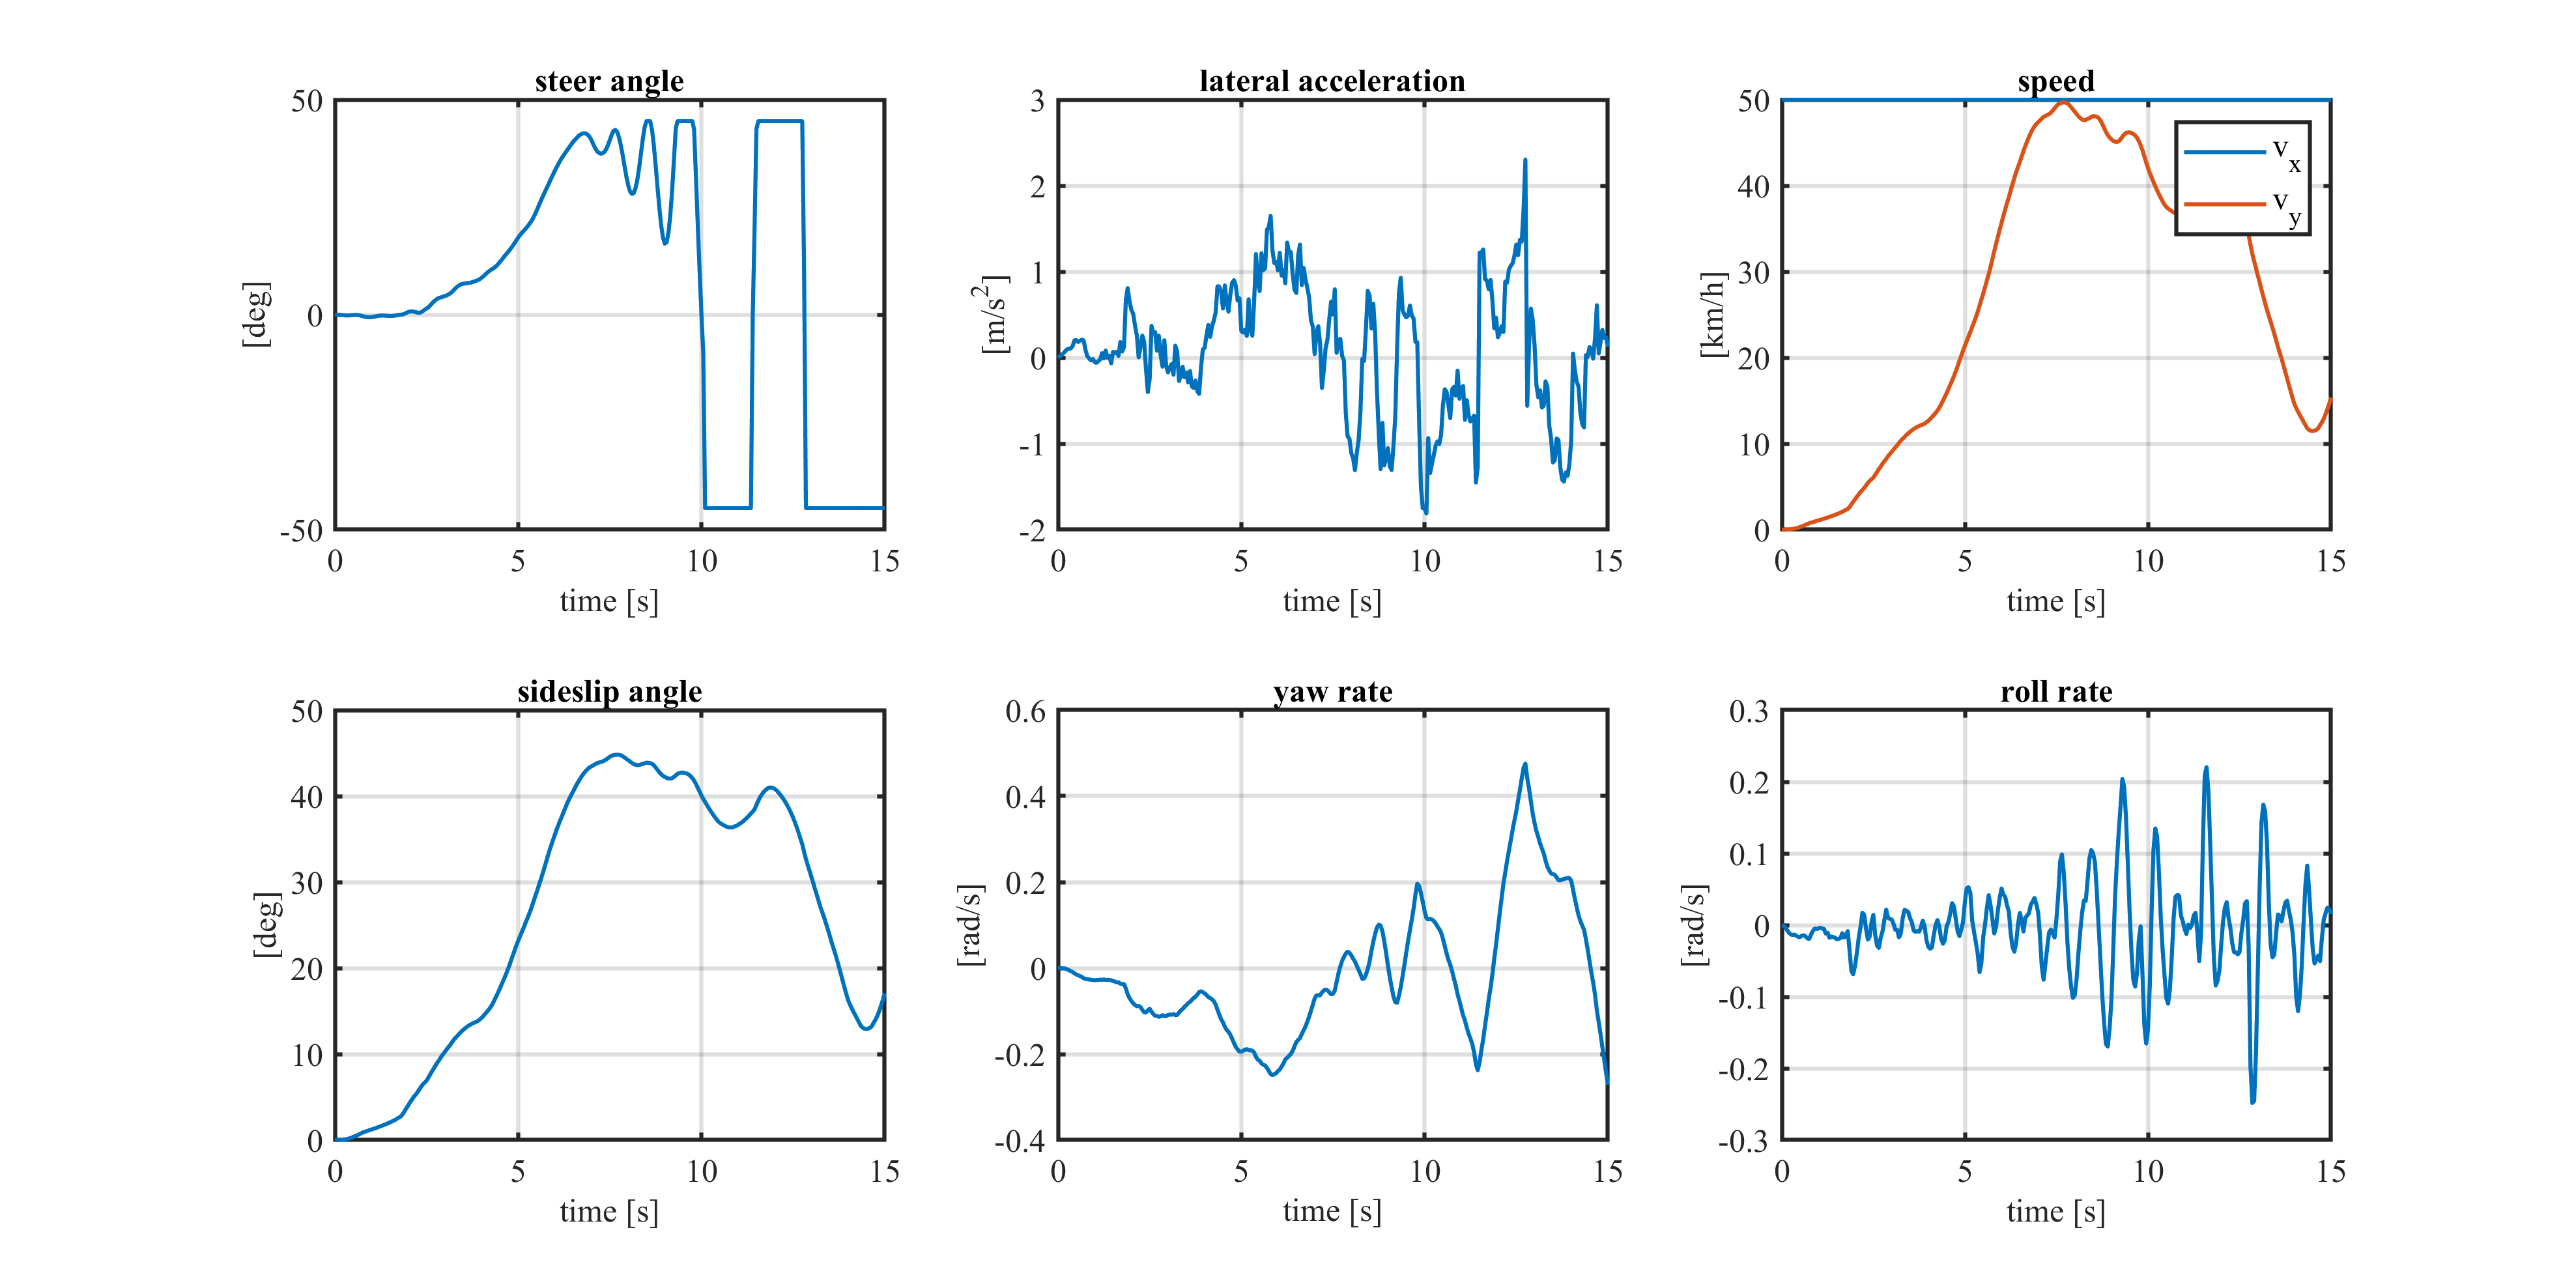 steer angle
50
0
-50
[deg]
0 5 10 15
time [s]
lateral acceleration
3
2
1
0
-1
-2
[m/s²]
0 5 10 15
time [s]
speed
50
40
30
20
10
0
[km/h]
v_x
v_y
0 5 10 15
time [s]
sideslip angle
50
40
30
20
10
0
[deg]
0 5 10 15
time [s]
yaw rate
0.6
0.4
0.2
0
-0.2
-0.4
[rad/s]
0 5 10 15
time [s]
roll rate
0.3
0.2
0.1
0
-0.1
-0.2
-0.3
[rad/s]
0 5 10 15
time [s]